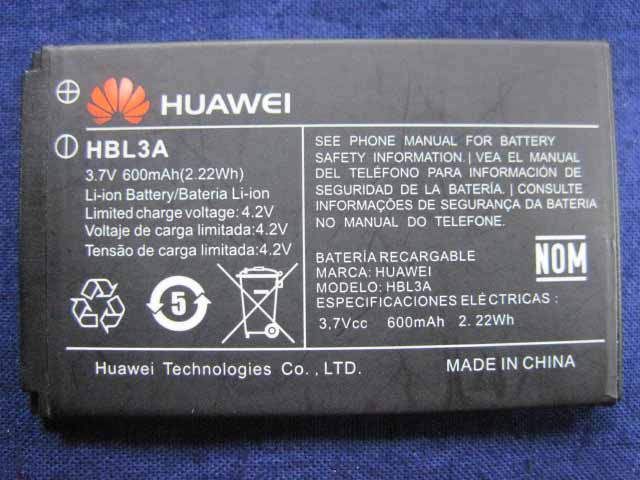 HUAWEI
HBL3A
3.7V 600mAh(2.22Wh)
Li-ion Battery/Bateria Li-ion
Limited charge voltage: 4.2V
Voltaje de carga limitada:4.2V
Tensão de carga limitada:4.2V
SEE PHONE MANUAL FOR BATTERY
SAFETY INFORMATION. | VEA EL MANUAL
DEL TELÉFONO PARA INFORMACIÓN DE
SEGURIDAD DE LA BATERÍA. | CONSULTE
INFORMAÇÕES DE SEGURANÇA DA BATERIA
NO MANUAL DO TELEFONE.
BATERÍA RECARGABLE
MARCA: HUAWEI
MODELO: HBL3A
ESPECIFICACIONES ELÉCTRICAS :
3.7Vcc 600mAh 2.22Wh
NOM
5
Huawei Technologies Co., LTD.
MADE IN CHINA